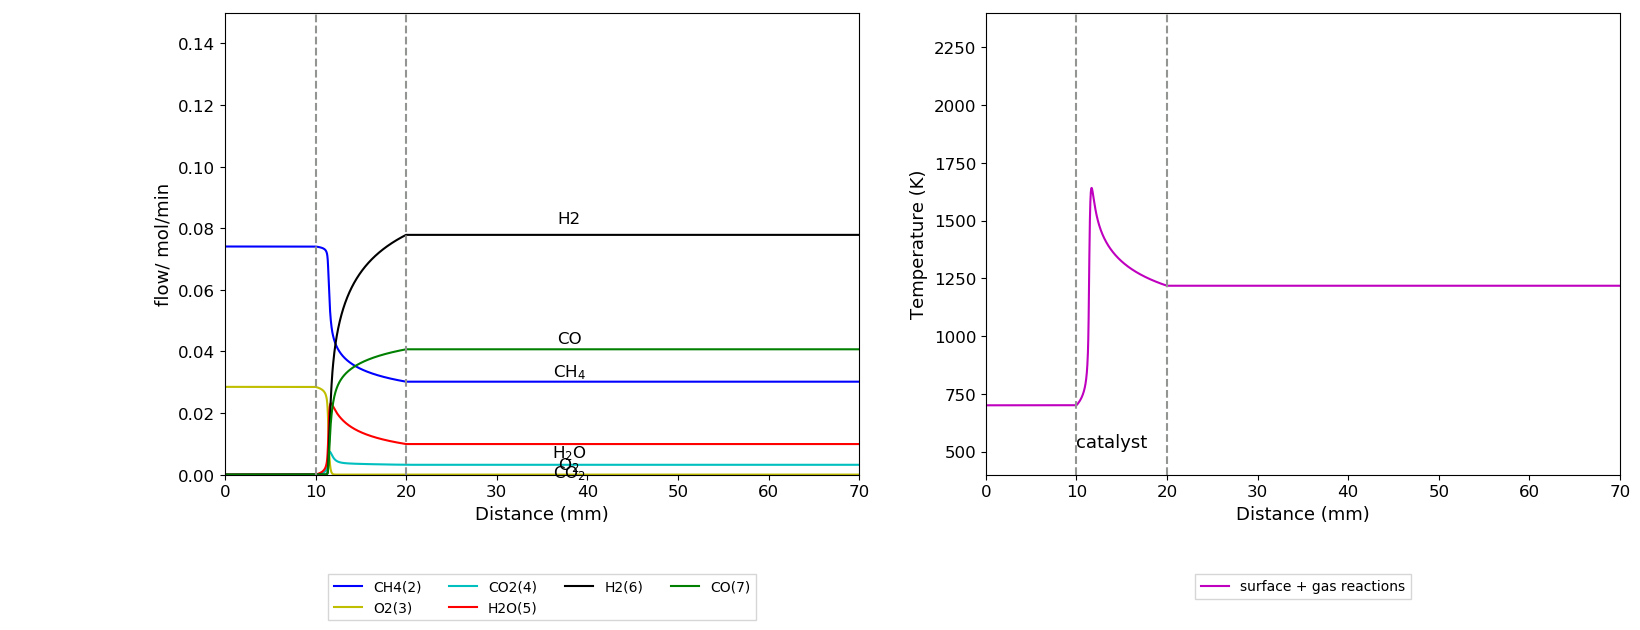 0.14
0.12
0.10
0.08
0.06
0.04
0.02
0.00
flow/ mol/min
H2
CO
CH₄
H₂O
O₂
CO₂
0 10 20 30 40 50 60 70
Distance (mm)
CH4(2) CO2(4) H2(6) CO(7)
O2(3) H2O(5)
2250
2000
1750
1500
1250
1000
750
500
Temperature (K)
catalyst
0 10 20 30 40 50 60 70
Distance (mm)
surface + gas reactions